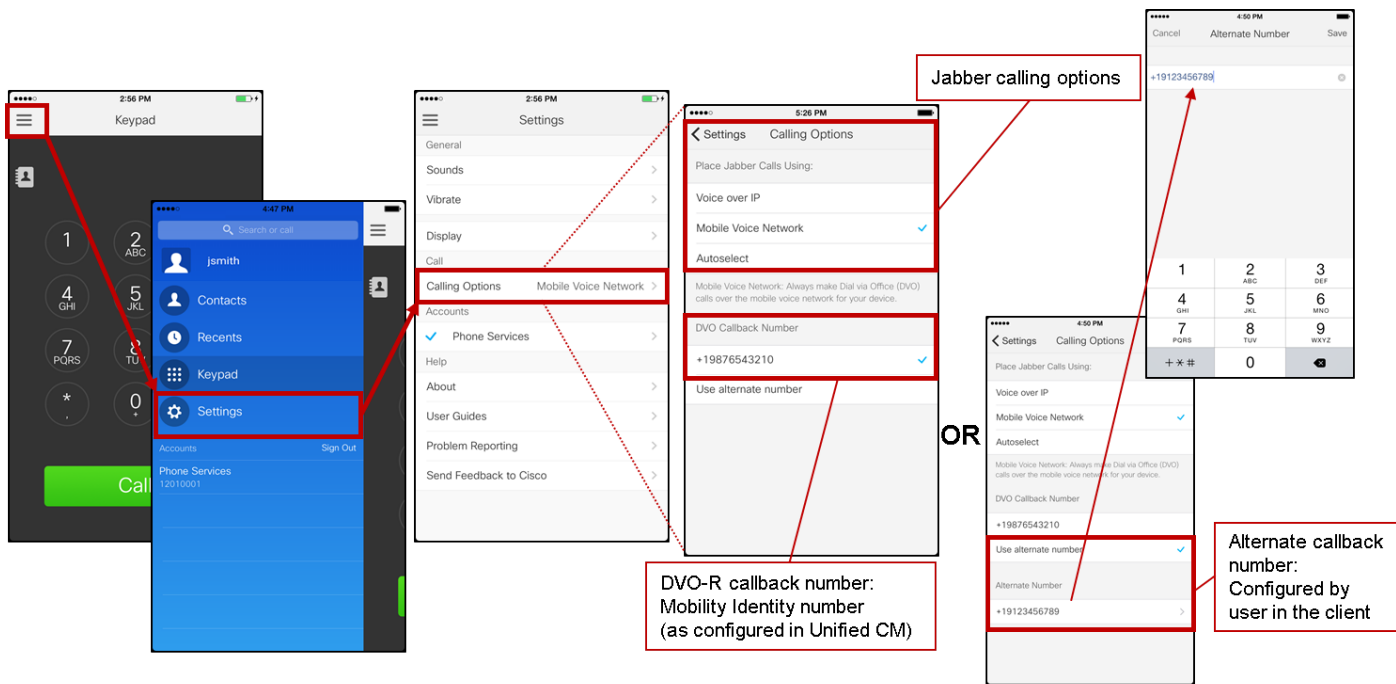 2:56 PM
Keypad
1
2
ABC
4
GHI
5
JKL
7
PQRS
8
TUV
*
,
0
+
Call
4:47 PM
Search or call
jsmith
Contacts
Recents
Keypad
Settings
Accounts
Sign Out
Phone Services
12010001
2:56 PM
Settings
General
Sounds
Vibrate
Display
Call
Calling Options
Mobile Voice Network
Accounts
Phone Services
Help
About
User Guides
Problem Reporting
Send Feedback to Cisco
5:26 PM
Settings
Calling Options
Place Jabber Calls Using:
Voice over IP
Mobile Voice Network
Autoselect
Mobile Voice Network: Always make Dial via Office (DVO)
calls over the mobile voice network for your device.
DVO Callback Number
+19876543210
Use alternate number
Jabber calling options
DVO-R callback number:
Mobility Identity number
(as configured in Unified CM)
OR
4:50 PM
Settings
Calling Options
Place Jabber Calls Using:
Voice over IP
Mobile Voice Network
Autoselect
Mobile Voice Network: Always make Dial via Office (DVO)
calls over the mobile voice network for your device.
DVO Callback Number
+19876543210
Use alternate number
Alternate Number
+19123456789
4:50 PM
Cancel
Alternate Number
Save
+19123456789
1
2
ABC
3
DEF
4
GHI
5
JKL
6
MNO
7
PQRS
8
TUV
9
WXYZ
+*#
0
Alternate callback
number:
Configured by
user in the client